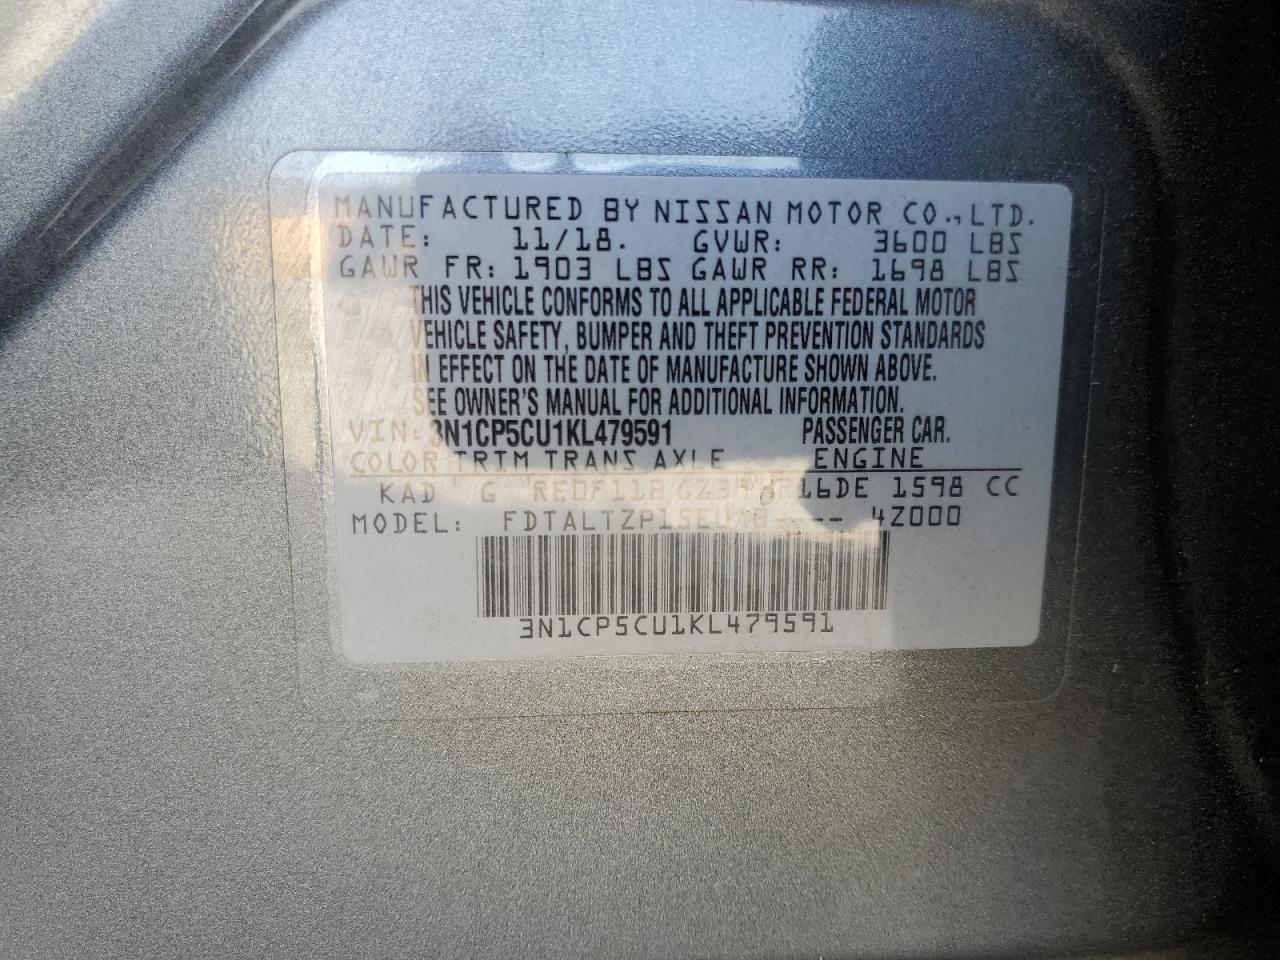 MANUFACTURED BY NISSAN MOTOR CO.,LTD.
DATE: 11/18. GVWR: 3600 LBS
GAWR FR: 1903 LBS GAWR RR: 1698 LBS
THIS VEHICLE CONFORMS TO ALL APPLICABLE FEDERAL MOTOR
VEHICLE SAFETY, BUMPER AND THEFT PREVENTION STANDARDS
IN EFFECT ON THE DATE OF MANUFACTURE SHOWN ABOVE.
SEE OWNER'S MANUAL FOR ADDITIONAL INFORMATION.
VIN: 3N1CP5CU1KL479591 PASSENGER CAR.
COLOR TRIM TRANS AXLE ENGINE
KAD G RE0F11B 1598 CC
MODEL: 4Z000
3N1CP5CU1KL479591